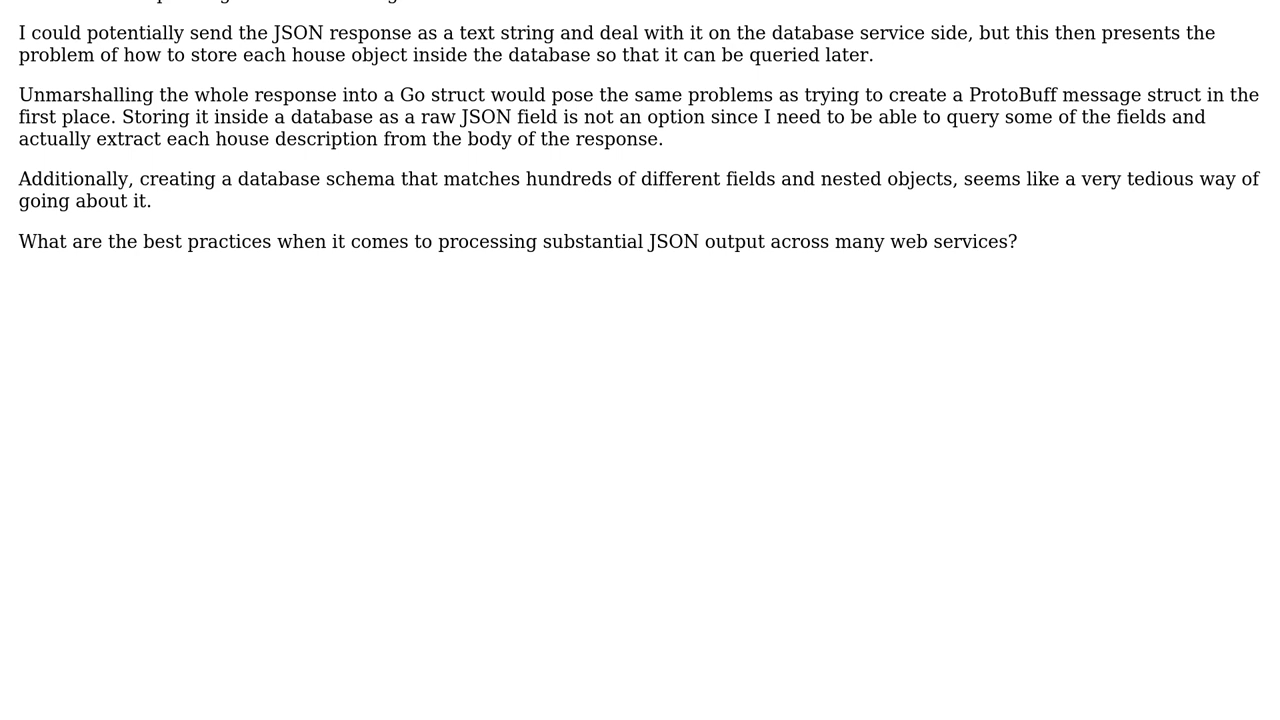 I could potentially send the JSON response as a text string and deal with it on the database service side, but this then presents the
problem of how to store each house object inside the database so that it can be queried later.
Unmarshalling the whole response into a Go struct would pose the same problems as trying to create a ProtoBuff message struct in the
first place. Storing it inside a database as a raw JSON field is not an option since I need to be able to query some of the fields and
actually extract each house description from the body of the response.
Additionally, creating a database schema that matches hundreds of different fields and nested objects, seems like a very tedious way of
going about it.
What are the best practices when it comes to processing substantial JSON output across many web services?